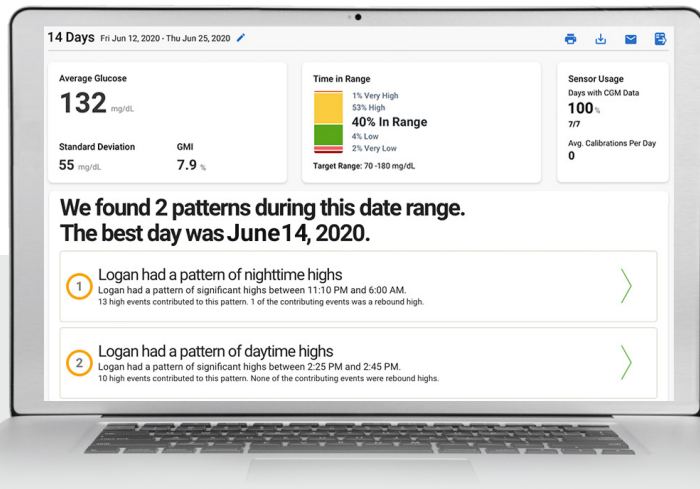 14 Days Fri Jun 12, 2020 - Thu Jun 25, 2020
Average Glucose
132 mg/dL
Standard Deviation
55 mg/dL
GMI
7.9 %
Time in Range
1% Very High
53% High
40% In Range
4% Low
2% Very Low
Target Range: 70 -180 mg/dL
Sensor Usage
Days with CGM Data
100 %
7/7
Avg. Calibrations Per Day
0
We found 2 patterns during this date range.
The best day was June 14, 2020.
1
Logan had a pattern of nighttime highs
Logan had a pattern of significant highs between 11:10 PM and 6:00 AM.
13 high events contributed to this pattern. 1 of the contributing events was a rebound high.
2
Logan had a pattern of daytime highs
Logan had a pattern of significant highs between 2:25 PM and 2:45 PM.
10 high events contributed to this pattern. None of the contributing events were rebound highs.